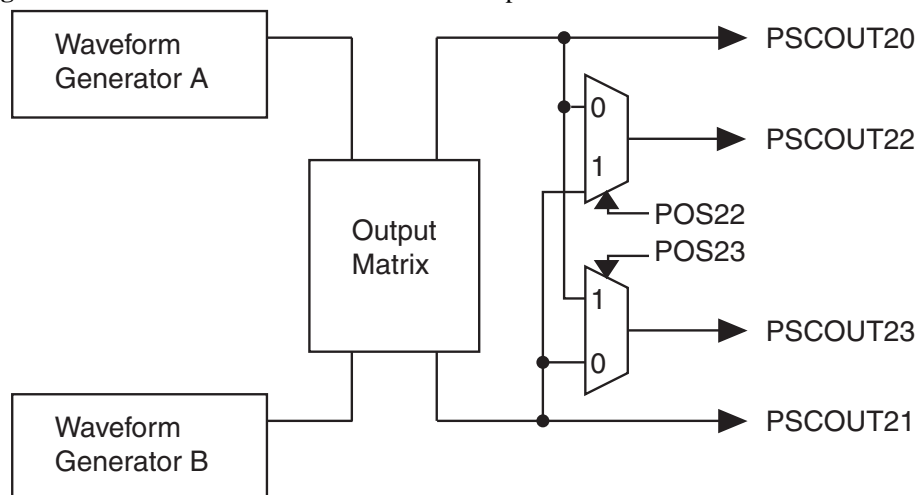 Waveform
Generator A
PSCOUT20
0
PSCOUT22
1
POS22
Output
Matrix
POS23
1
PSCOUT23
0
Waveform
Generator B
PSCOUT21